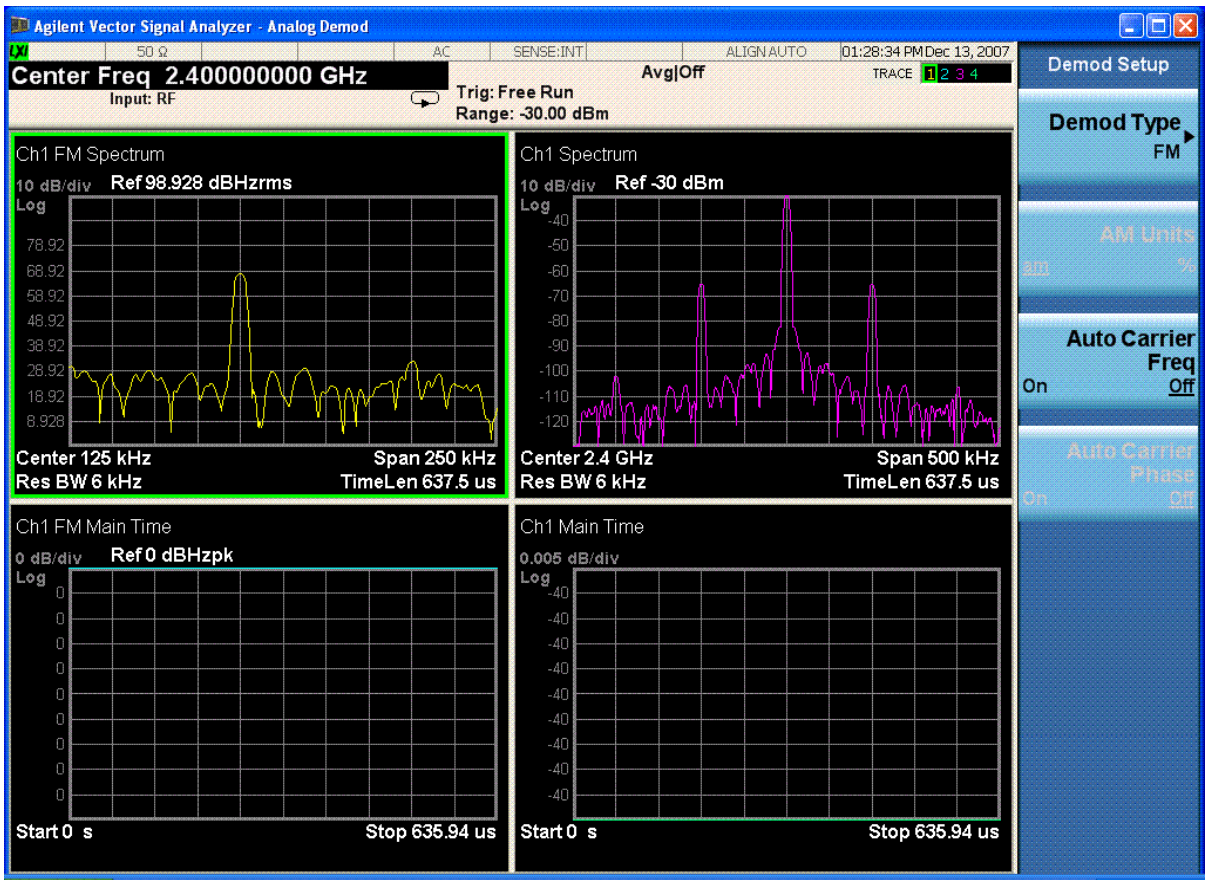 Agilent Vector Signal Analyzer - Analog Demod
LXI 50 Ω AC SENSE:INT ALIGN AUTO 01:28:34 PM Dec 13, 2007
Center Freq 2.400000000 GHz
Input: RF
Trig: Free Run
Range: -30.00 dBm
Avg|Off
TRACE 1 2 3 4
Ch1 FM Spectrum
10 dB/div Ref 98.928 dBHzrms
Log
78.92
68.92
58.92
48.92
38.92
28.92
18.92
8.928
Center 125 kHz Span 250 kHz
Res BW 6 kHz TimeLen 637.5 us
Ch1 Spectrum
10 dB/div Ref -30 dBm
Log
-40
-50
-60
-70
-80
-90
-100
-110
-120
Center 2.4 GHz Span 500 kHz
Res BW 6 kHz TimeLen 637.5 us
Ch1 FM Main Time
0 dB/div Ref 0 dBHzpk
Log
0
0
0
0
0
0
0
0
0
Start 0 s Stop 635.94 us
Ch1 Main Time
0.005 dB/div
Log
-40
-40
-40
-40
-40
-40
-40
-40
-40
Start 0 s Stop 635.94 us
Demod Setup
Demod Type
FM
AM Units
am %
Auto Carrier
Freq
On Off
Auto Carrier
Phase
On Off